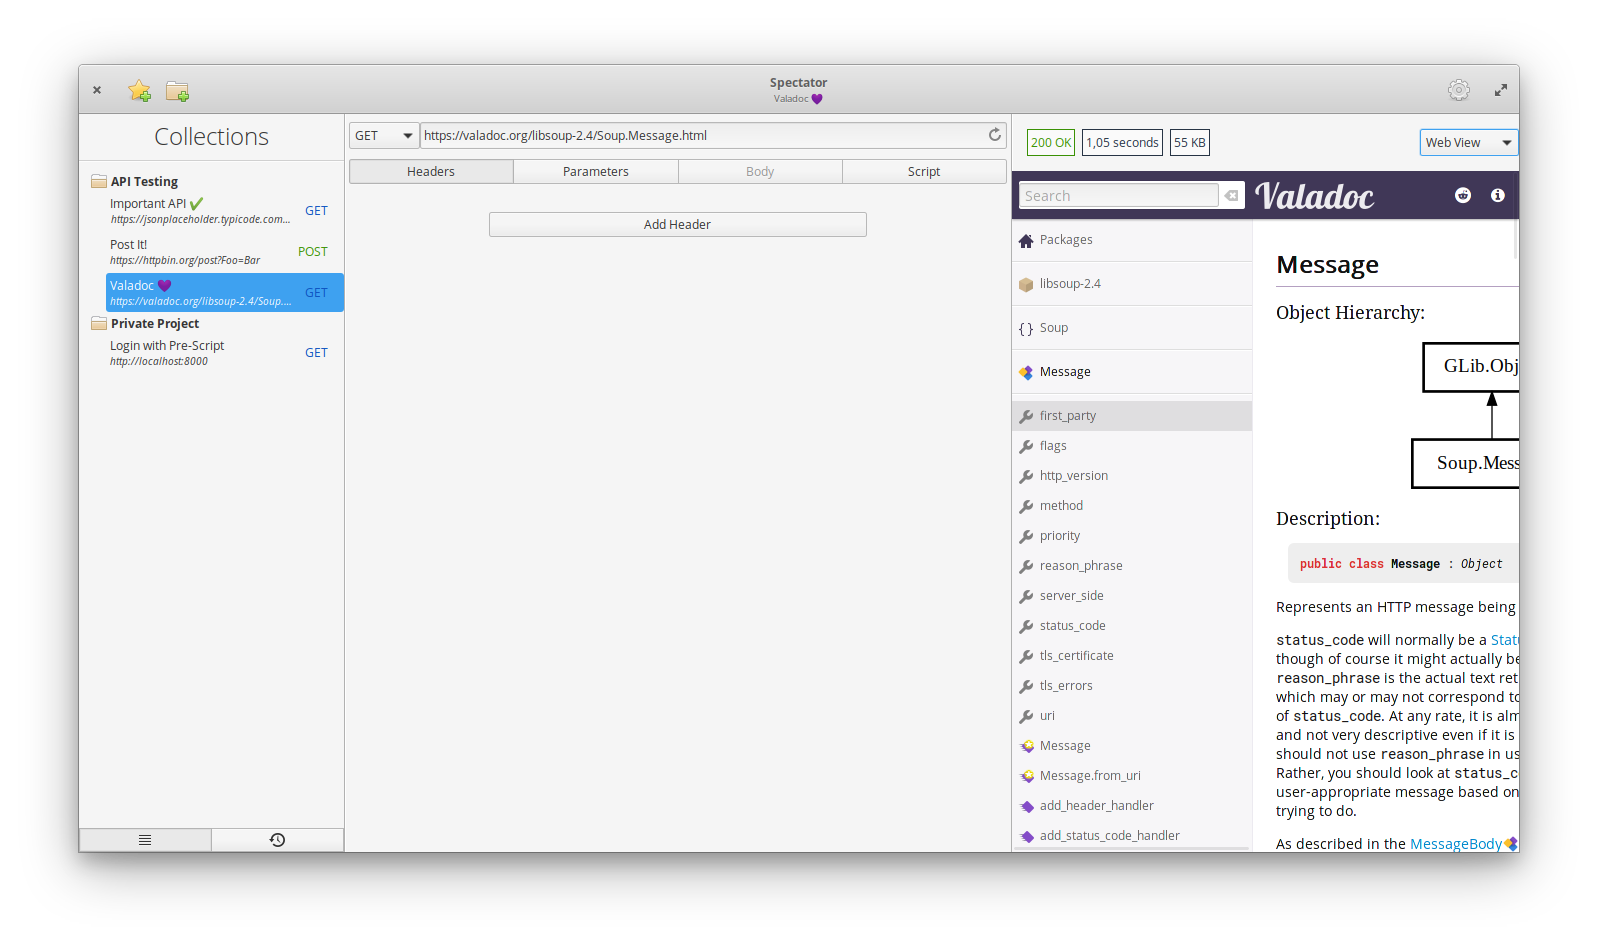 Spectator
Valadoc 💜
Collections
API Testing
Important API ✅
https://jsonplaceholder.typicode.com...
GET
Post It!
https://httpbin.org/post?Foo=Bar
POST
Valadoc 💜
https://valadoc.org/libsoup-2.4/Soup....
GET
Private Project
Login with Pre-Script
http://localhost:8000
GET
GET
https://valadoc.org/libsoup-2.4/Soup.Message.html
Headers
Parameters
Body
Script
Add Header
200 OK
1,05 seconds
55 KB
Web View
Search
Valadoc
Packages
libsoup-2.4
{ } Soup
Message
first_party
flags
http_version
method
priority
reason_phrase
server_side
status_code
tls_certificate
tls_errors
uri
Message
Message.from_uri
add_header_handler
add_status_code_handler
Message
Object Hierarchy:
GLib.Obj
Soup.Mess
Description:
public class Message : Object
Represents an HTTP message being
status_code will normally be a Statu
though of course it might actually be
reason_phrase is the actual text ret
which may or may not correspond to
of status_code. At any rate, it is alm
and not very descriptive even if it is
should not use reason_phrase in us
Rather, you should look at status_c
user-appropriate message based on
trying to do.
As described in the MessageBody